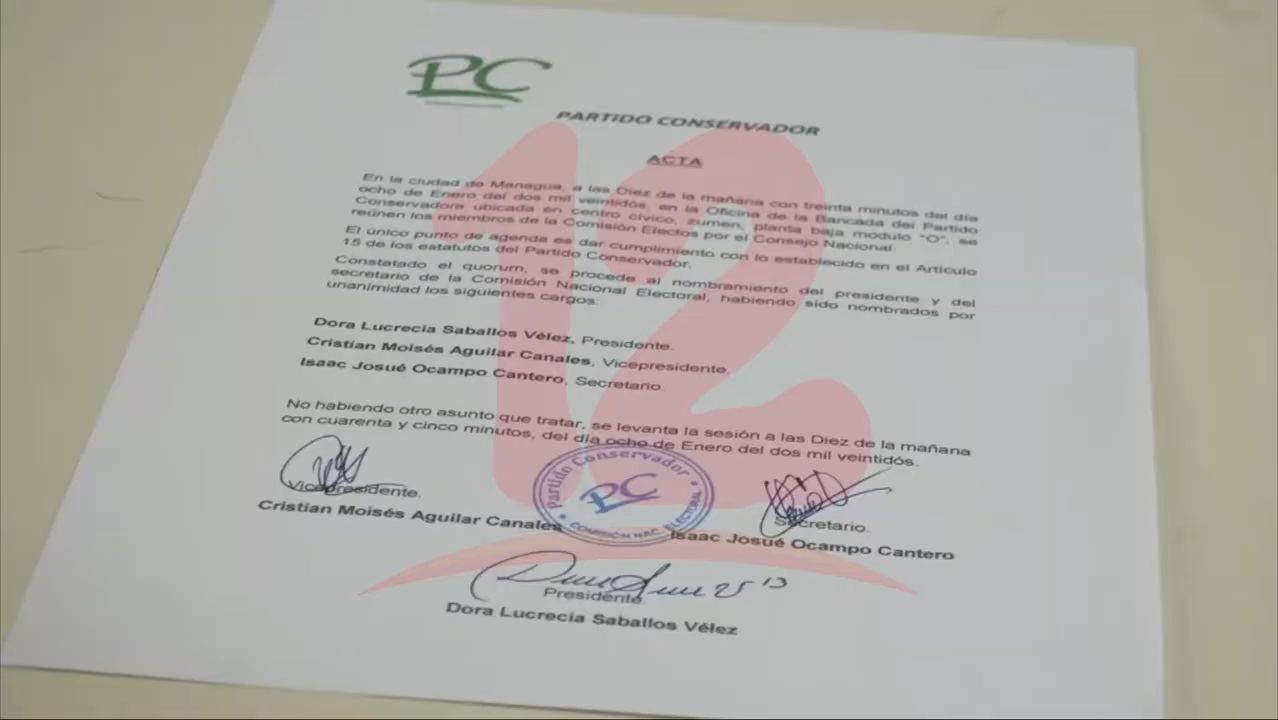 PC
PARTIDO CONSERVADOR
ACTA
En la ciudad de Managua, a las Diez de la mañana con treinta minutos del día
ocho de Enero del dos mil veintidós, en la Oficina de la Bancada del Partido
Conservadora ubicada en centro cívico, zumen, planta baja modulo "O", se
reúnen los miembros de la Comisión Electos por el Consejo Nacional.
El único punto de agenda es dar cumplimiento con lo establecido en el Artículo
15 de los estatutos del Partido Conservador.
Constatado el quorum, se procede al nombramiento del presidente y del
secretario de la Comisión Nacional Electoral, habiendo sido nombrados por
unanimidad los siguientes cargos:
Dora Lucrecia Saballos Vélez, Presidente.
Cristian Moisés Aguilar Canales, Vicepresidente.
Isaac Josué Ocampo Cantero, Secretario.
No habiendo otro asunto que tratar, se levanta la sesión a las Diez de la mañana
con cuarenta y cinco minutos, del día ocho de Enero del dos mil veintidós.
Vicepresidente.
Cristian Moisés Aguilar Canales
Partido Conservador
PC
COMISIÓN NAC. ELECTORAL
Secretario.
Isaac Josué Ocampo Cantero
Presidente.
Dora Lucrecia Saballos Vélez
12